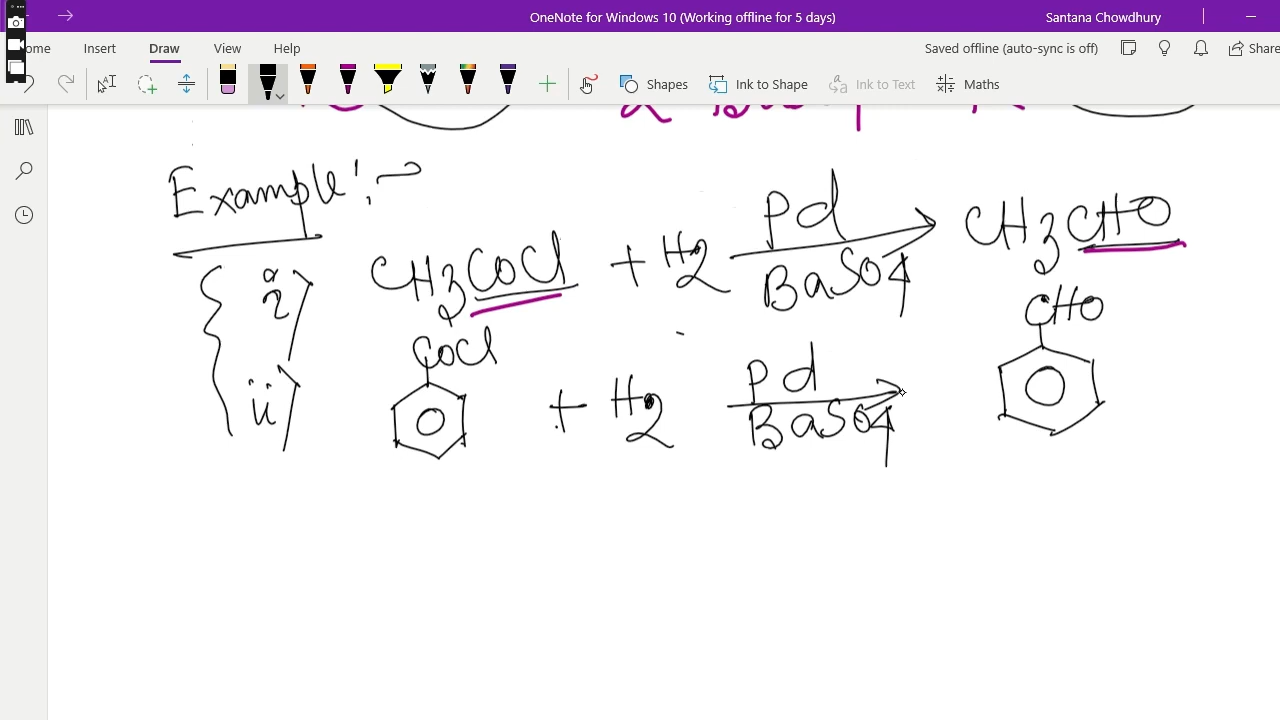 OneNote for Windows 10 (Working offline for 5 days)
Santana Chowdhury
ome Insert Draw View Help
Saved offline (auto-sync is off)
Share
Shapes Ink to Shape Ink to Text Maths
Example:
i) CH3COCl + H2 Pd BaSO4 CH3CHO
COCl CHO
ii) + H2 Pd BaSO4